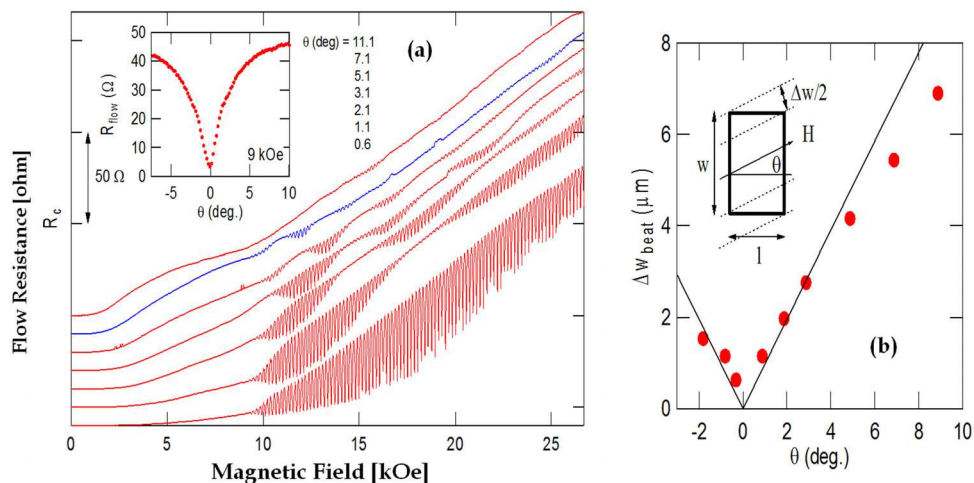 (a)
θ (deg) = 11.1
7.1
5.1
3.1
2.1
1.1
0.6
50
40
30
20
10
0
R_flow (Ω)
9 kOe
-5 0 5 10
θ (deg.)
50 Ω
R_c
Flow Resistance [ohm]
0 5 10 15 20 25
Magnetic Field [kOe]
8
6
4
2
0
Δw_beat (μm)
Δw/2
H
w
θ
l
(b)
-2 0 2 4 6 8 10
θ (deg.)